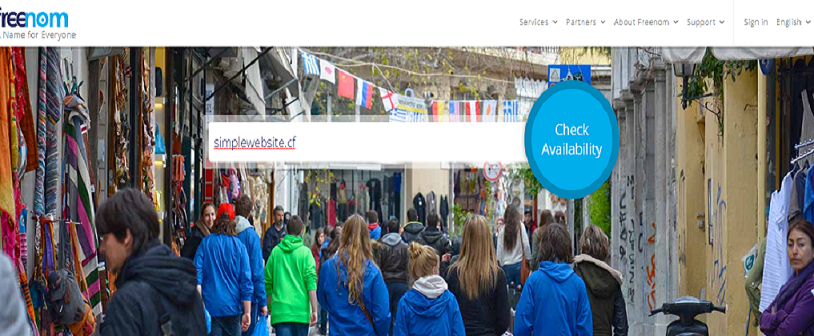 freenom
A Name for Everyone
Services Partners About Freenom Support Sign in English
simplewebsite.cf
Check
Availability